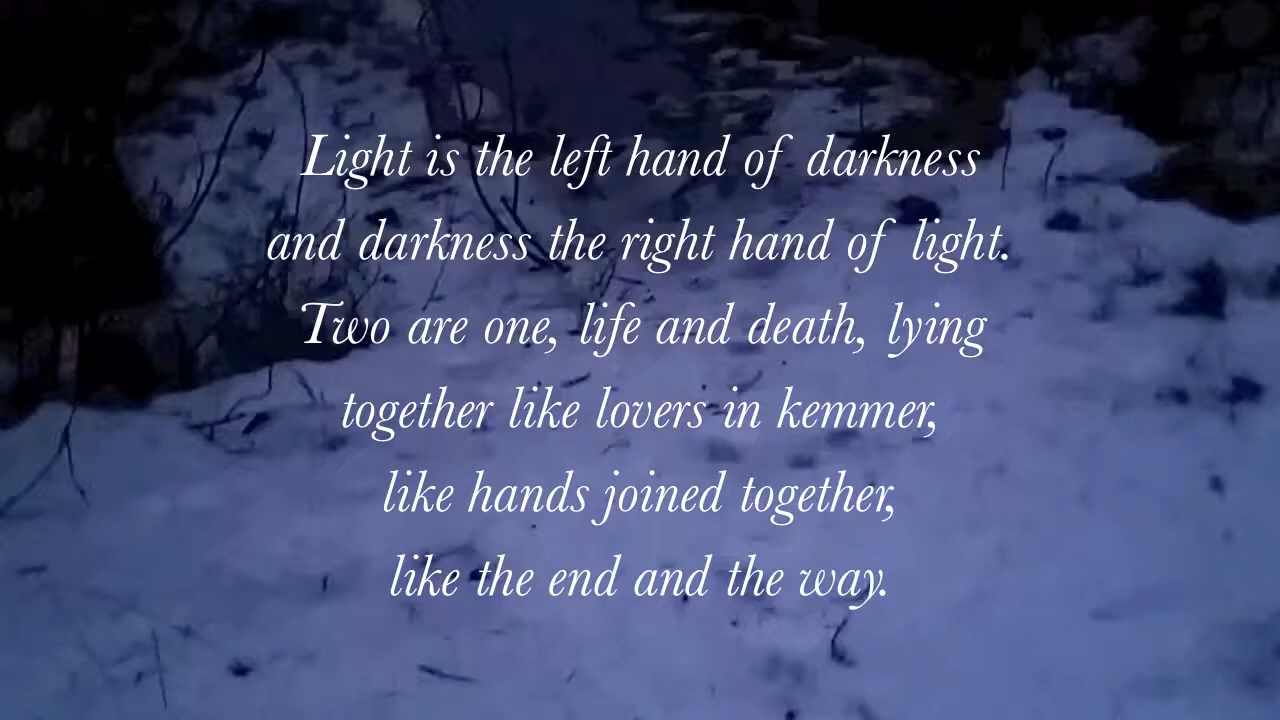 Light is the left hand of darkness
and darkness the right hand of light.
Two are one, life and death, lying
together like lovers in kemmer,
like hands joined together,
like the end and the way.